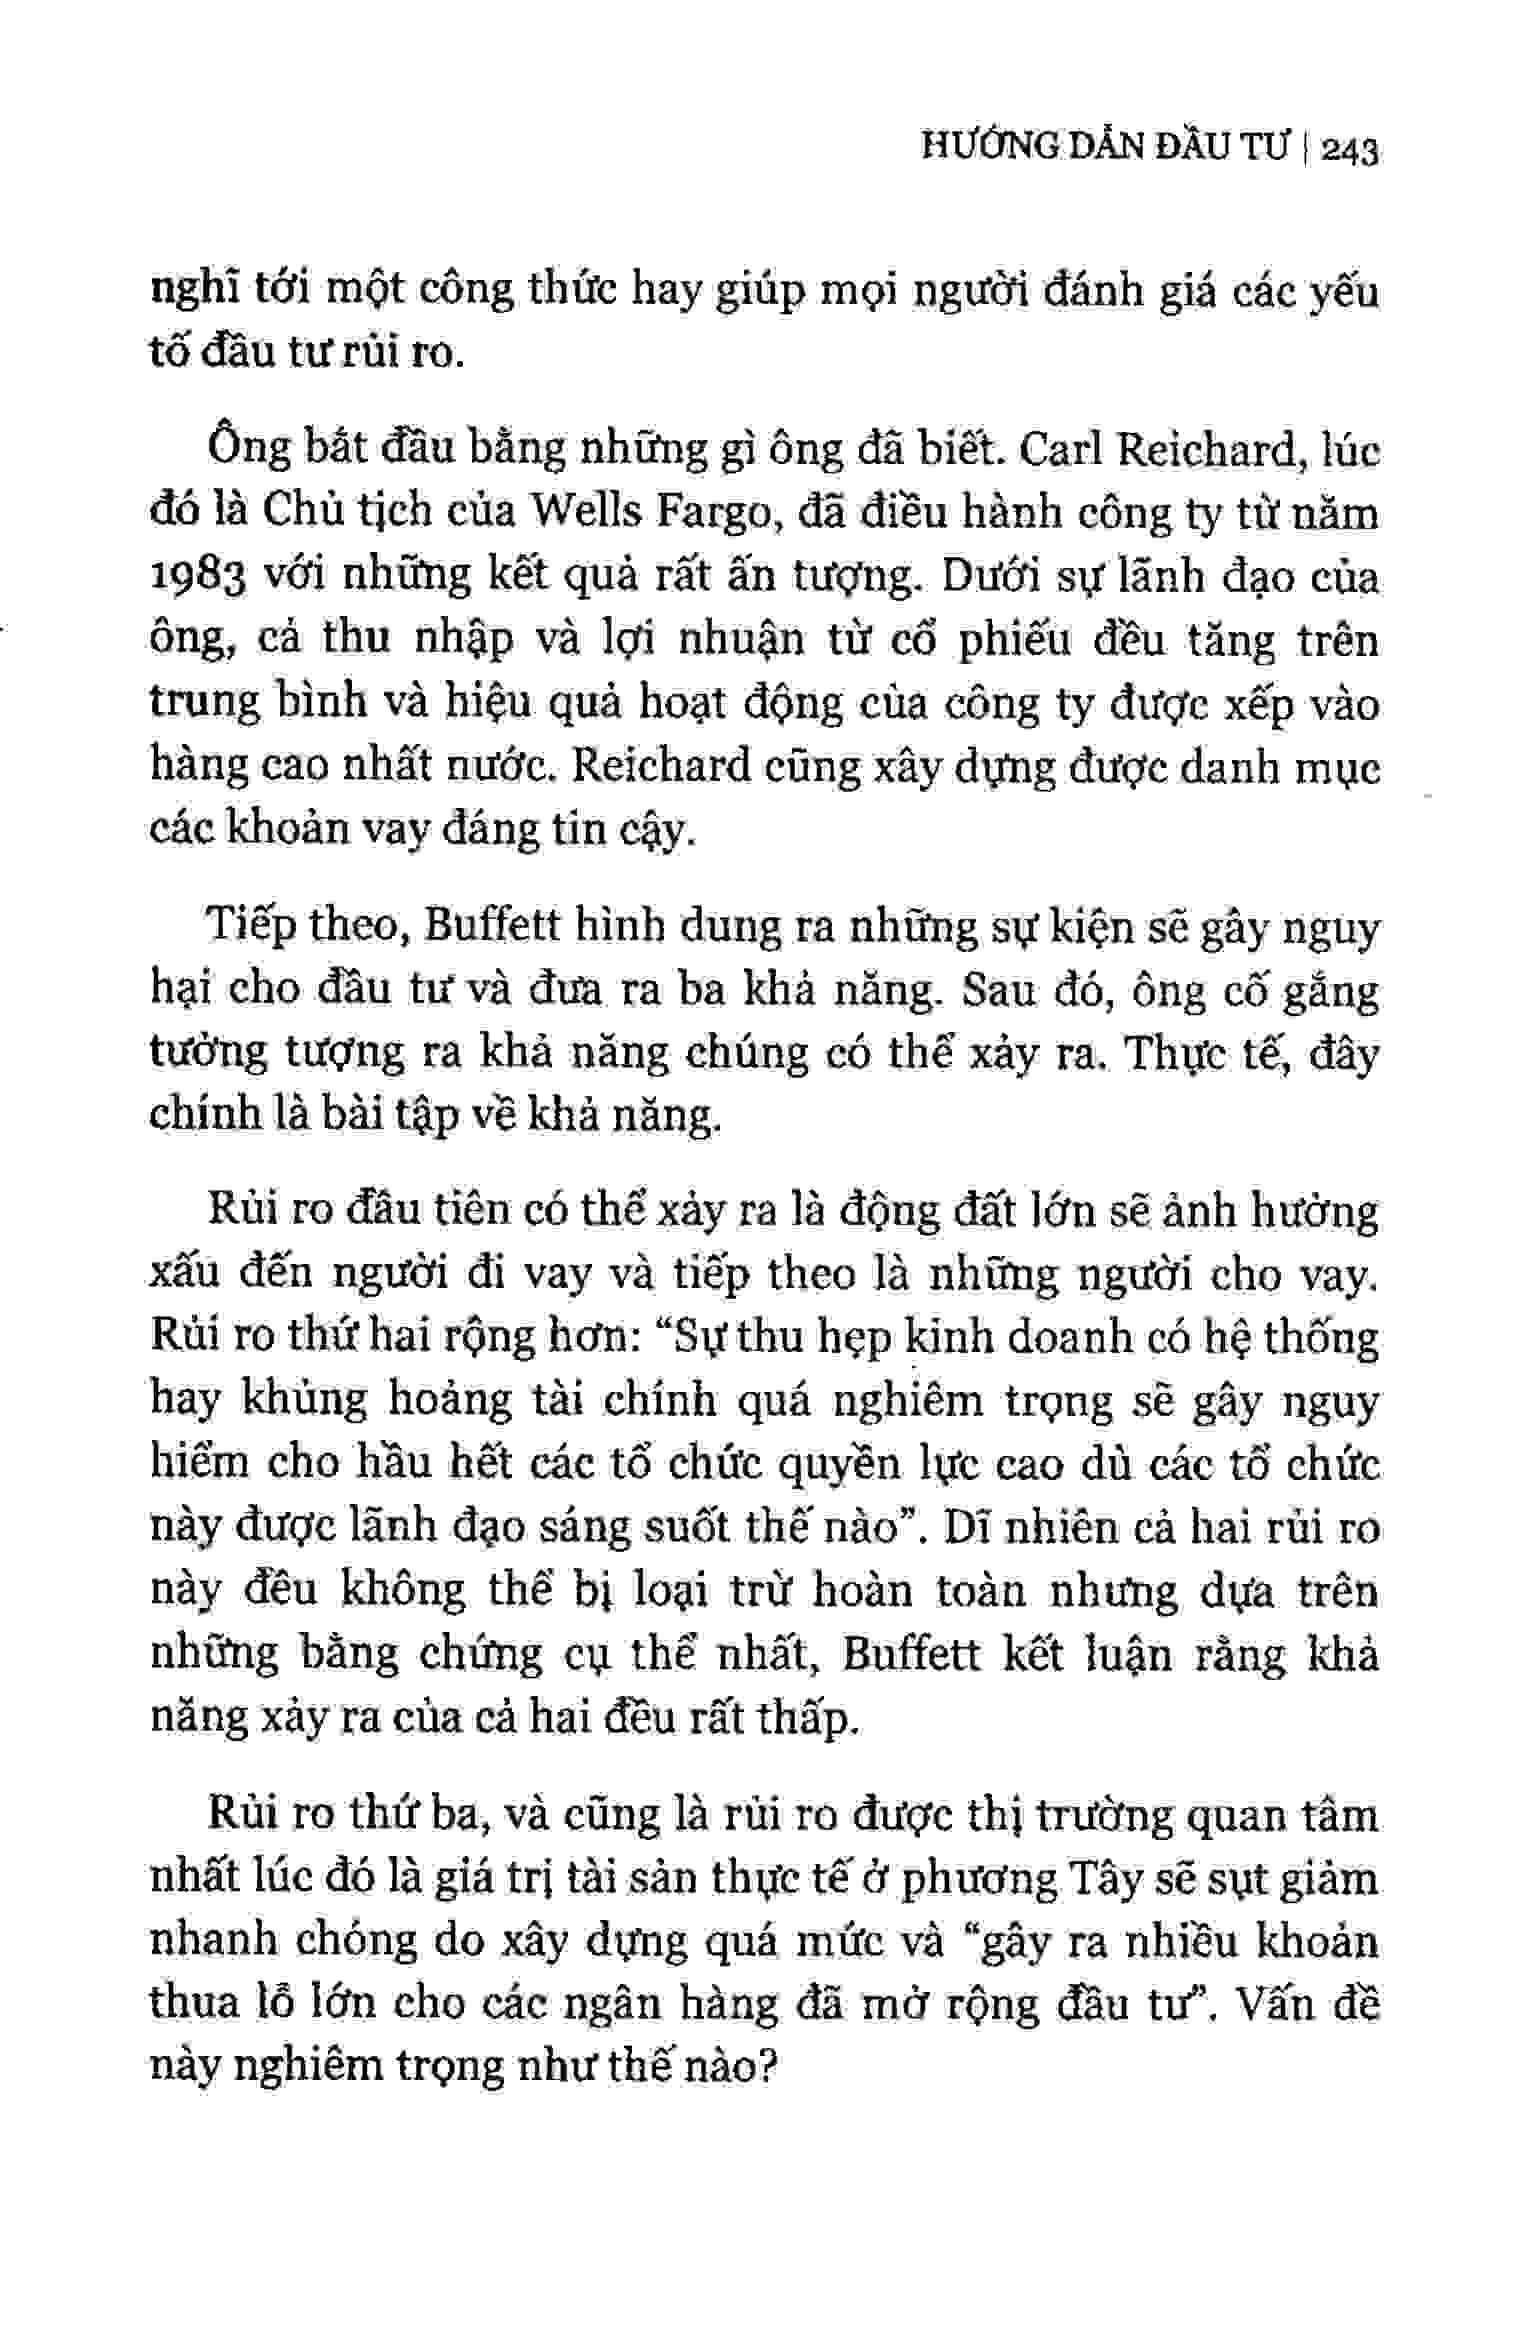 HƯỚNG DẪN ĐẦU TƯ | 243
nghĩ tới một công thức hay giúp mọi người đánh giá các yếu
tố đầu tư rủi ro.
Ông bắt đầu bằng những gì ông đã biết. Carl Reichard, lúc
đó là Chủ tịch của Wells Fargo, đã điều hành công ty từ năm
1983 với những kết quả rất ấn tượng. Dưới sự lãnh đạo của
ông, cả thu nhập và lợi nhuận từ cổ phiếu đều tăng trên
trung bình và hiệu quả hoạt động của công ty được xếp vào
hàng cao nhất nước. Reichard cũng xây dựng được danh mục
các khoản vay đáng tin cậy.
Tiếp theo, Buffett hình dung ra những sự kiện sẽ gây nguy
hại cho đầu tư và đưa ra ba khả năng. Sau đó, ông cố gắng
tưởng tượng ra khả năng chúng có thể xảy ra. Thực tế, đây
chính là bài tập về khả năng.
Rủi ro đầu tiên có thể xảy ra là động đất lớn sẽ ảnh hưởng
xấu đến người đi vay và tiếp theo là những người cho vay.
Rủi ro thứ hai rộng hơn: “Sự thu hẹp kinh doanh có hệ thống
hay khủng hoảng tài chính quá nghiêm trọng sẽ gây nguy
hiểm cho hầu hết các tổ chức quyền lực cao dù các tổ chức
này được lãnh đạo sáng suốt thế nào”. Dĩ nhiên cả hai rủi ro
này đều không thể bị loại trừ hoàn toàn nhưng dựa trên
những bằng chứng cụ thể nhất, Buffett kết luận rằng khả
năng xảy ra của cả hai đều rất thấp.
Rủi ro thứ ba, và cũng là rủi ro được thị trường quan tâm
nhất lúc đó là giá trị tài sản thực tế ở phương Tây sẽ sụt giảm
nhanh chóng do xây dựng quá mức và “gây ra nhiều khoản
thua lỗ lớn cho các ngân hàng đã mở rộng đầu tư”. Vấn đề
này nghiêm trọng như thế nào?